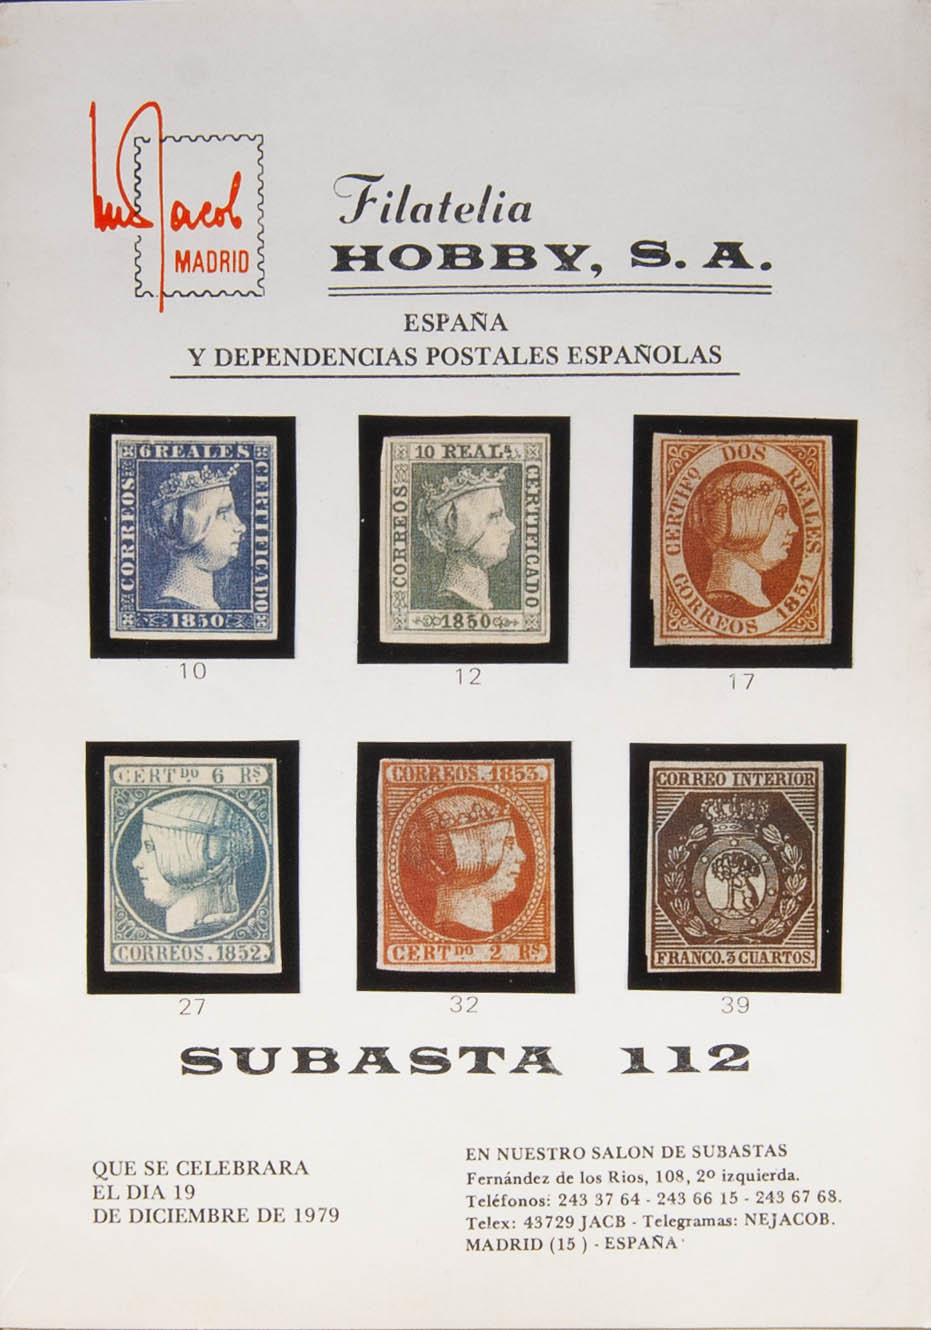 Luis Jacob
MADRID
Filatelia
HOBBY, S. A.
ESPAÑA
Y DEPENDENCIAS POSTALES ESPAÑOLAS
6 REALES
CORREOS
CERTIFICADO
1850
10
10 REALˢ.
CORREOS
CERTIFICADO
1850
12
CERTIFDO DOS REALES.
CORREOS 1851
17
CERTᴰᴼ 6 Rˢ
CORREOS. 1852.
27
CORREOS. 1853.
CERTᴰᴼ 2 Rˢ
32
CORREO INTERIOR
FRANCO. 3 CUARTOS.
39
SUBASTA 112
QUE SE CELEBRARA
EL DIA 19
DE DICIEMBRE DE 1979
EN NUESTRO SALON DE SUBASTAS
Fernández de los Rios, 108, 2º izquierda.
Teléfonos: 243 37 64 - 243 66 15 - 243 67 68.
Telex: 43729 JACB - Telegramas: NEJACOB.
MADRID (15 ) - ESPAÑA